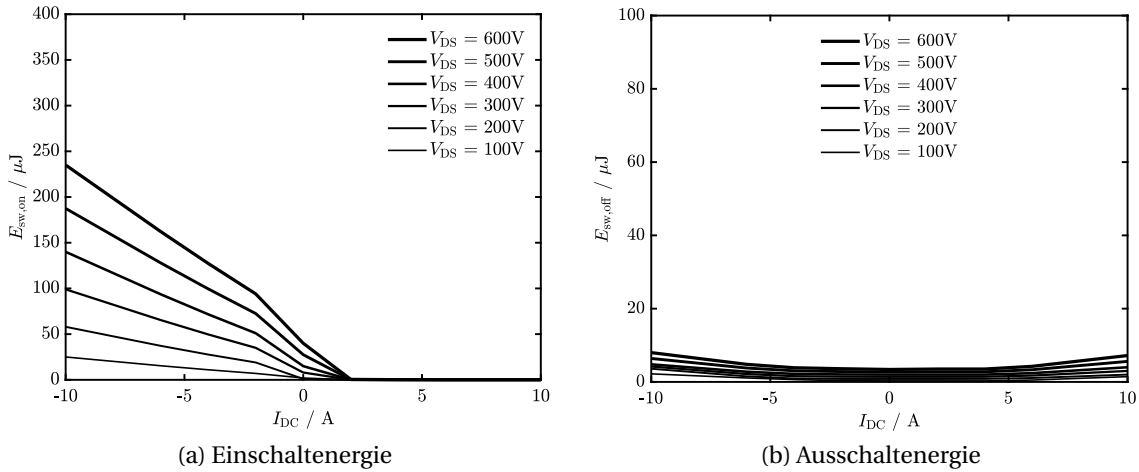 400
350
300
250
200
150
100
50
0
E_sw,on / μJ
V_DS = 600V
V_DS = 500V
V_DS = 400V
V_DS = 300V
V_DS = 200V
V_DS = 100V
-10 -5 0 5 10
I_DC / A
(a) Einschaltenergie
100
80
60
40
20
0
E_sw,off / μJ
V_DS = 600V
V_DS = 500V
V_DS = 400V
V_DS = 300V
V_DS = 200V
V_DS = 100V
-10 -5 0 5 10
I_DC / A
(b) Ausschaltenergie